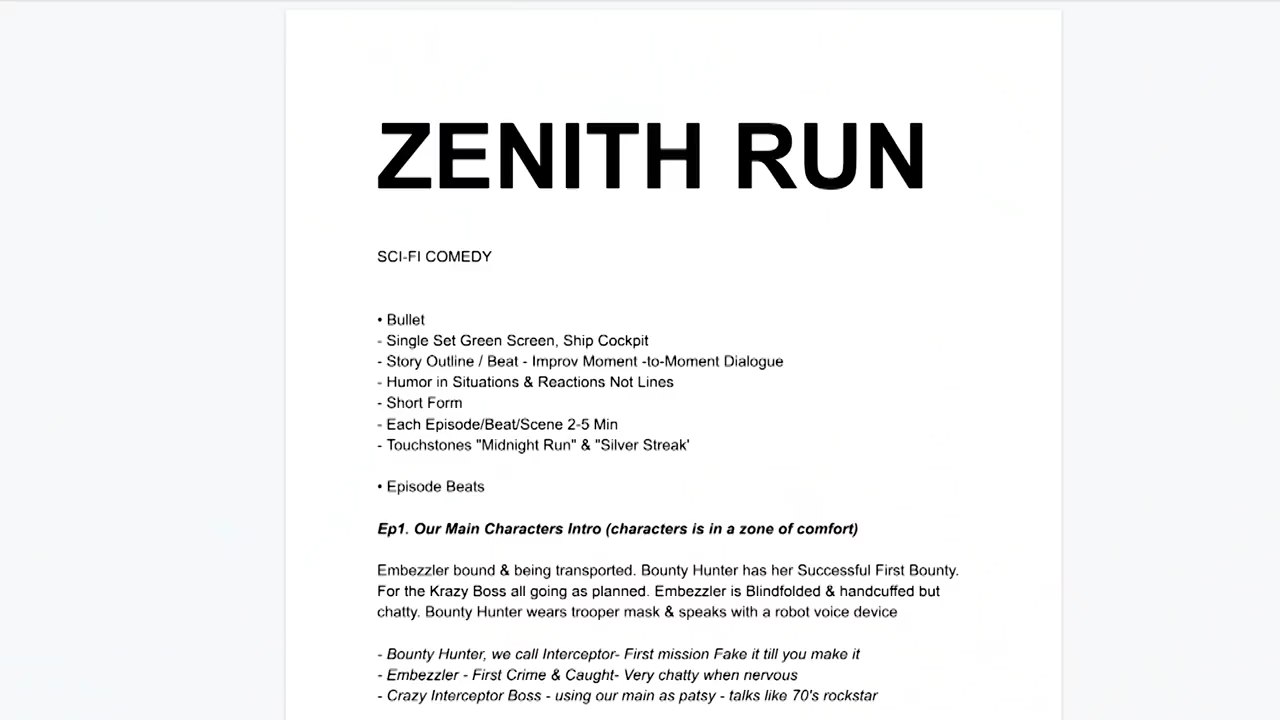 ZENITH RUN
SCI-FI COMEDY
• Bullet
- Single Set Green Screen, Ship Cockpit
- Story Outline / Beat - Improv Moment -to-Moment Dialogue
- Humor in Situations & Reactions Not Lines
- Short Form
- Each Episode/Beat/Scene 2-5 Min
- Touchstones "Midnight Run" & "Silver Streak'
• Episode Beats
Ep1. Our Main Characters Intro (characters is in a zone of comfort)
Embezzler bound & being transported. Bounty Hunter has her Successful First Bounty.
For the Krazy Boss all going as planned. Embezzler is Blindfolded & handcuffed but
chatty. Bounty Hunter wears trooper mask & speaks with a robot voice device
- Bounty Hunter, we call Interceptor- First mission Fake it till you make it
- Embezzler - First Crime & Caught- Very chatty when nervous
- Crazy Interceptor Boss - using our main as patsy - talks like 70's rockstar